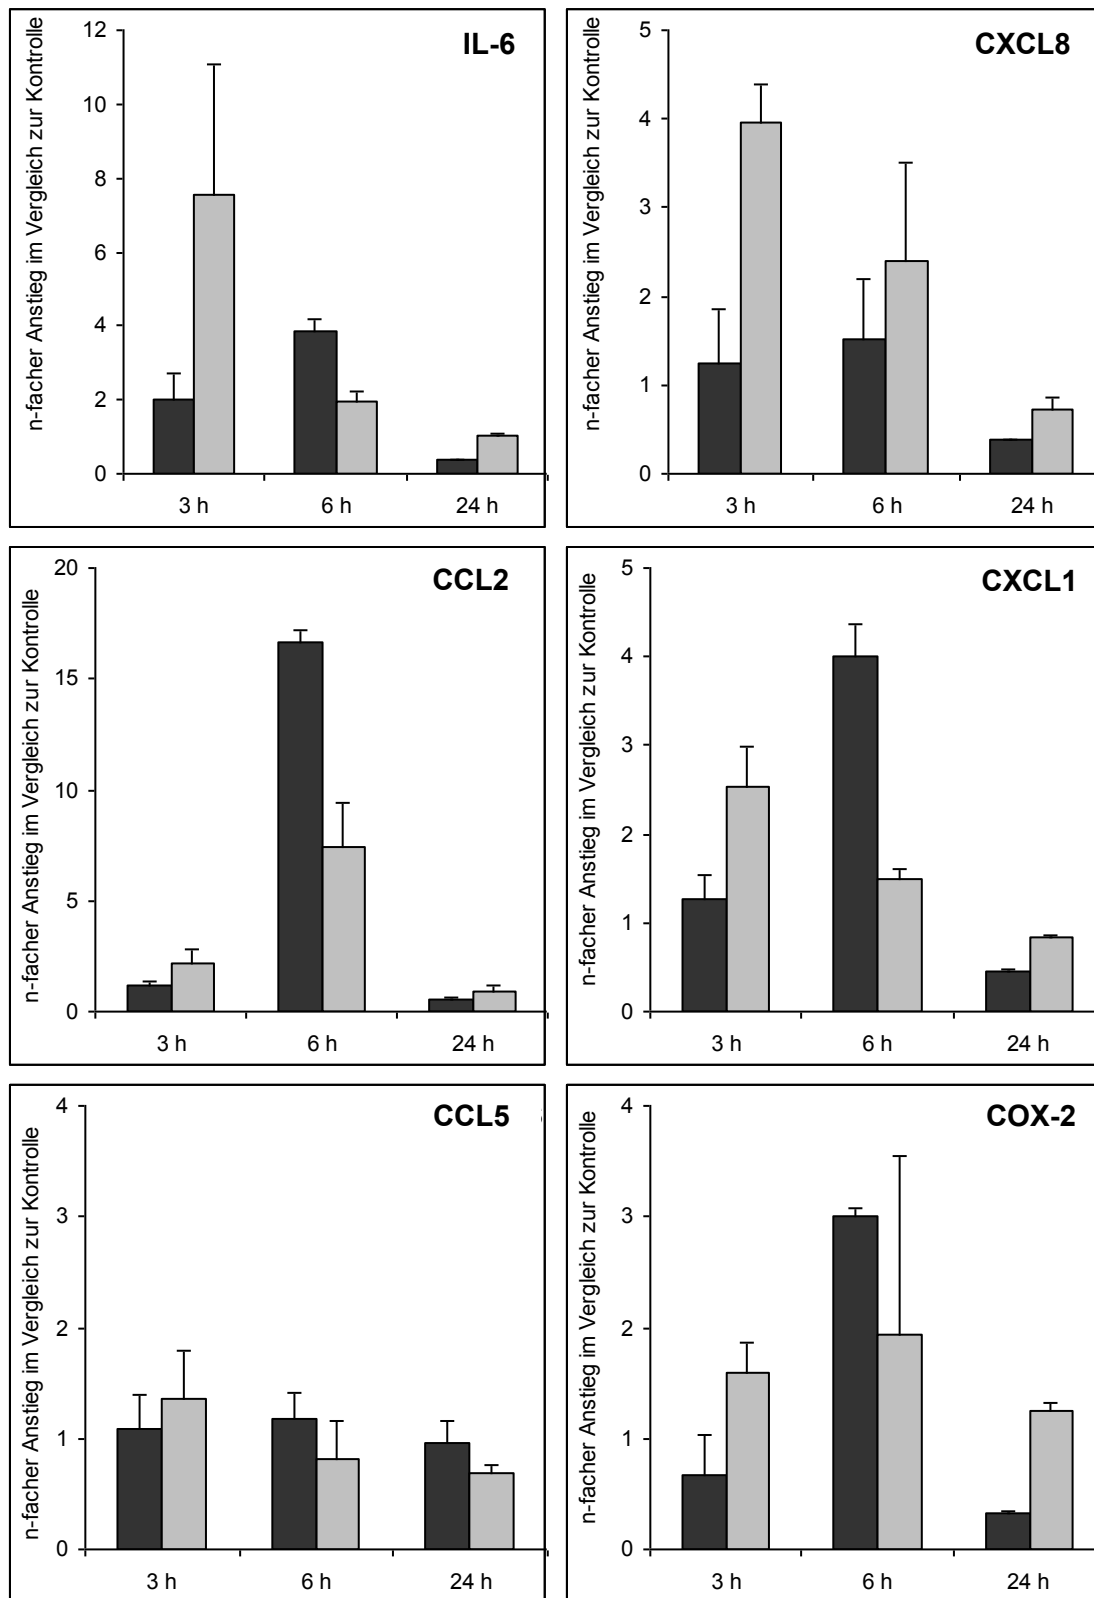 IL-6
n-facher Anstieg im Vergleich zur Kontrolle
12
10
8
6
4
2
0
3 h 6 h 24 h
CXCL8
n-facher Anstieg im Vergleich zur Kontrolle
5
4
3
2
1
0
3 h 6 h 24 h
CCL2
n-facher Anstieg im Vergleich zur Kontrolle
20
15
10
5
0
3 h 6 h 24 h
CXCL1
n-facher Anstieg im Vergleich zur Kontrolle
5
4
3
2
1
0
3 h 6 h 24 h
CCL5
n-facher Anstieg im Vergleich zur Kontrolle
4
3
2
1
0
3 h 6 h 24 h
COX-2
n-facher Anstieg im Vergleich zur Kontrolle
4
3
2
1
0
3 h 6 h 24 h